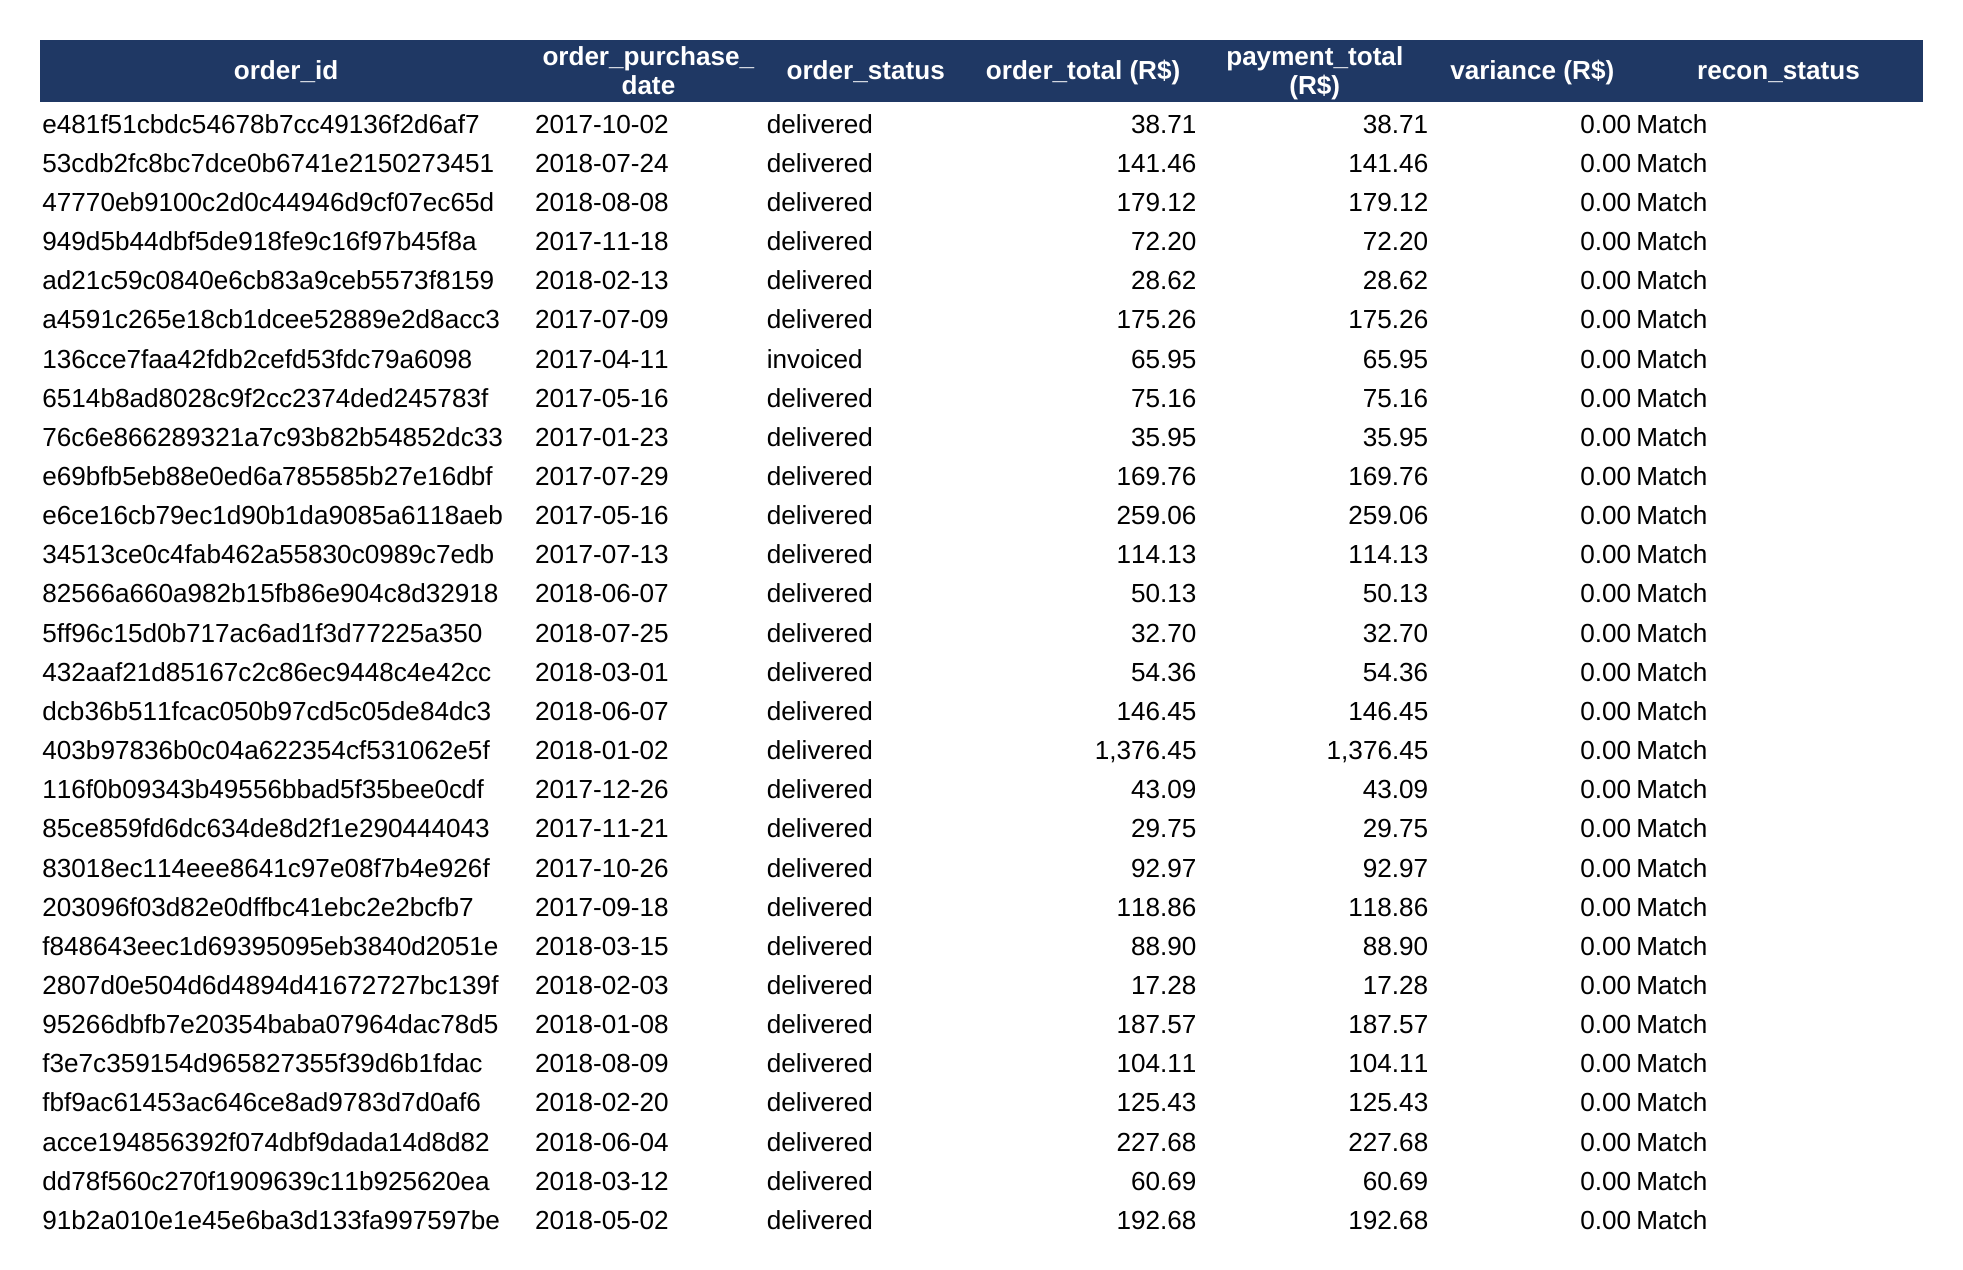 order_id order_purchase_date order_status order_total (R$) payment_total (R$) variance (R$) recon_status
e481f51cbdc54678b7cc49136f2d6af7 2017-10-02 delivered 38.71 38.71 0.00 Match
53cdb2fc8bc7dce0b6741e2150273451 2018-07-24 delivered 141.46 141.46 0.00 Match
47770eb9100c2d0c44946d9cf07ec65d 2018-08-08 delivered 179.12 179.12 0.00 Match
949d5b44dbf5de918fe9c16f97b45f8a 2017-11-18 delivered 72.20 72.20 0.00 Match
ad21c59c0840e6cb83a9ceb5573f8159 2018-02-13 delivered 28.62 28.62 0.00 Match
a4591c265e18cb1dcee52889e2d8acc3 2017-07-09 delivered 175.26 175.26 0.00 Match
136cce7faa42fdb2cefd53fdc79a6098 2017-04-11 invoiced 65.95 65.95 0.00 Match
6514b8ad8028c9f2cc2374ded245783f 2017-05-16 delivered 75.16 75.16 0.00 Match
76c6e866289321a7c93b82b54852dc33 2017-01-23 delivered 35.95 35.95 0.00 Match
e69bfb5eb88e0ed6a785585b27e16dbf 2017-07-29 delivered 169.76 169.76 0.00 Match
e6ce16cb79ec1d90b1da9085a6118aeb 2017-05-16 delivered 259.06 259.06 0.00 Match
34513ce0c4fab462a55830c0989c7edb 2017-07-13 delivered 114.13 114.13 0.00 Match
82566a660a982b15fb86e904c8d32918 2018-06-07 delivered 50.13 50.13 0.00 Match
5ff96c15d0b717ac6ad1f3d77225a350 2018-07-25 delivered 32.70 32.70 0.00 Match
432aaf21d85167c2c86ec9448c4e42cc 2018-03-01 delivered 54.36 54.36 0.00 Match
dcb36b511fcac050b97cd5c05de84dc3 2018-06-07 delivered 146.45 146.45 0.00 Match
403b97836b0c04a622354cf531062e5f 2018-01-02 delivered 1,376.45 1,376.45 0.00 Match
116f0b09343b49556bbad5f35bee0cdf 2017-12-26 delivered 43.09 43.09 0.00 Match
85ce859fd6dc634de8d2f1e290444043 2017-11-21 delivered 29.75 29.75 0.00 Match
83018ec114eee8641c97e08f7b4e926f 2017-10-26 delivered 92.97 92.97 0.00 Match
203096f03d82e0dffbc41ebc2e2bcfb7 2017-09-18 delivered 118.86 118.86 0.00 Match
f848643eec1d69395095eb3840d2051e 2018-03-15 delivered 88.90 88.90 0.00 Match
2807d0e504d6d4894d41672727bc139f 2018-02-03 delivered 17.28 17.28 0.00 Match
95266dbfb7e20354baba07964dac78d5 2018-01-08 delivered 187.57 187.57 0.00 Match
f3e7c359154d965827355f39d6b1fdac 2018-08-09 delivered 104.11 104.11 0.00 Match
fbf9ac61453ac646ce8ad9783d7d0af6 2018-02-20 delivered 125.43 125.43 0.00 Match
acce194856392f074dbf9dada14d8d82 2018-06-04 delivered 227.68 227.68 0.00 Match
dd78f560c270f1909639c11b925620ea 2018-03-12 delivered 60.69 60.69 0.00 Match
91b2a010e1e45e6ba3d133fa997597be 2018-05-02 delivered 192.68 192.68 0.00 Match